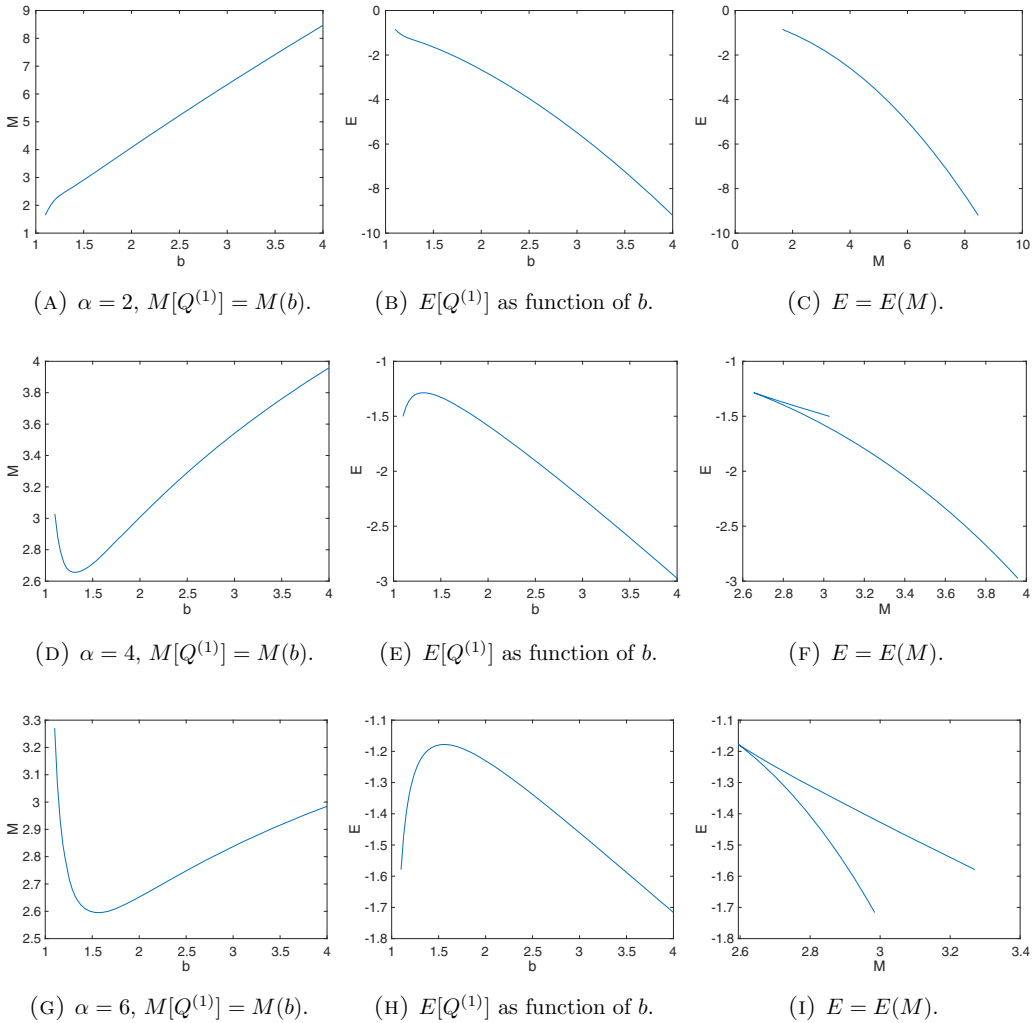 9
8
7
6
5
4
3
2
1
M
1 1.5 2 2.5 3 3.5 4
b
0
-2
-4
-6
-8
-10
E
1 1.5 2 2.5 3 3.5 4
b
0
-2
-4
-6
-8
-10
E
0 2 4 6 8 10
M
(A) α = 2, M[Q^{(1)}] = M(b).
(B) E[Q^{(1)}] as function of b.
(C) E = E(M).
4
3.8
3.6
3.4
3.2
3
2.8
2.6
M
1 1.5 2 2.5 3 3.5 4
b
-1
-1.5
-2
-2.5
-3
E
1 1.5 2 2.5 3 3.5 4
b
-1
-1.5
-2
-2.5
-3
E
2.6 2.8 3 3.2 3.4 3.6 3.8 4
M
(D) α = 4, M[Q^{(1)}] = M(b).
(E) E[Q^{(1)}] as function of b.
(F) E = E(M).
3.3
3.2
3.1
3
2.9
2.8
2.7
2.6
2.5
M
1 1.5 2 2.5 3 3.5 4
b
-1.1
-1.2
-1.3
-1.4
-1.5
-1.6
-1.7
-1.8
E
1 1.5 2 2.5 3 3.5 4
b
-1.1
-1.2
-1.3
-1.4
-1.5
-1.6
-1.7
-1.8
E
2.6 2.8 3 3.2 3.4
M
(G) α = 6, M[Q^{(1)}] = M(b).
(H) E[Q^{(1)}] as function of b.
(I) E = E(M).